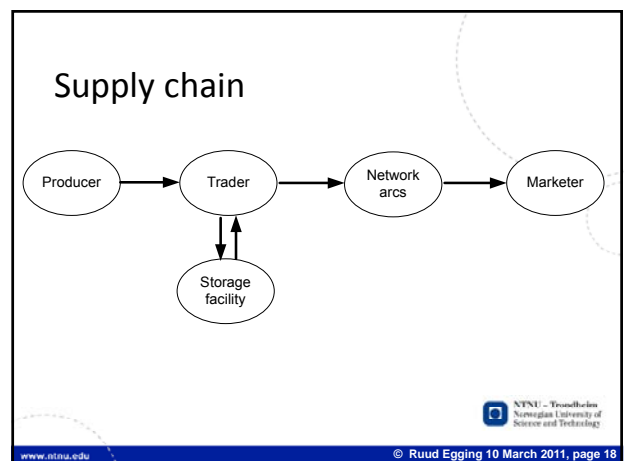 Supply chain
Producer
Trader
Network
arcs
Marketer
Storage
facility
NTNU – Trondheim
Norwegian University of
Science and Technology
www.ntnu.edu
© Ruud Egging 10 March 2011, page 18